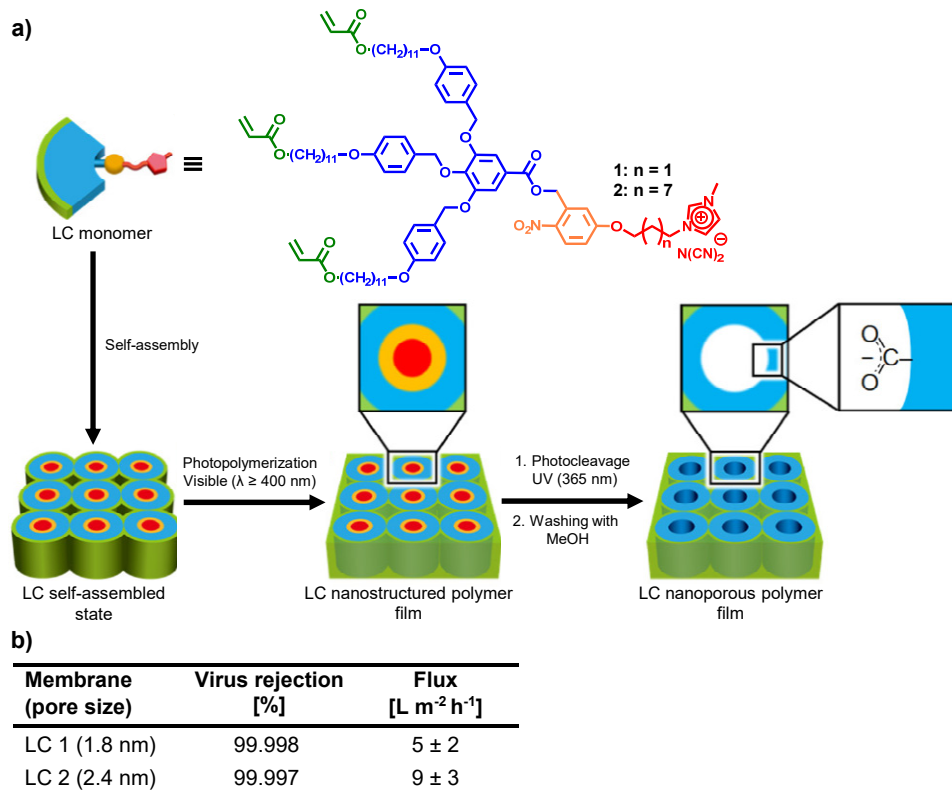 a)
O
O
(CH2)11
O
O
O
O
(CH2)11
O
O
O
O
O
O
O
(CH2)11
O
1: n = 1
2: n = 7
O2N
O
n
N
N
+
−
N(CN)2
LC monomer
≡
Self-assembly
O
− C
O
Photopolymerization
Visible (λ ≥ 400 nm)
1. Photocleavage
UV (365 nm)
2. Washing with
MeOH
LC self-assembled
state
LC nanostructured polymer
film
LC nanoporous polymer
film
b)
Membrane
(pore size)
Virus rejection
[%]
Flux
[L m-2 h-1]
LC 1 (1.8 nm) 99.998 5 ± 2
LC 2 (2.4 nm) 99.997 9 ± 3